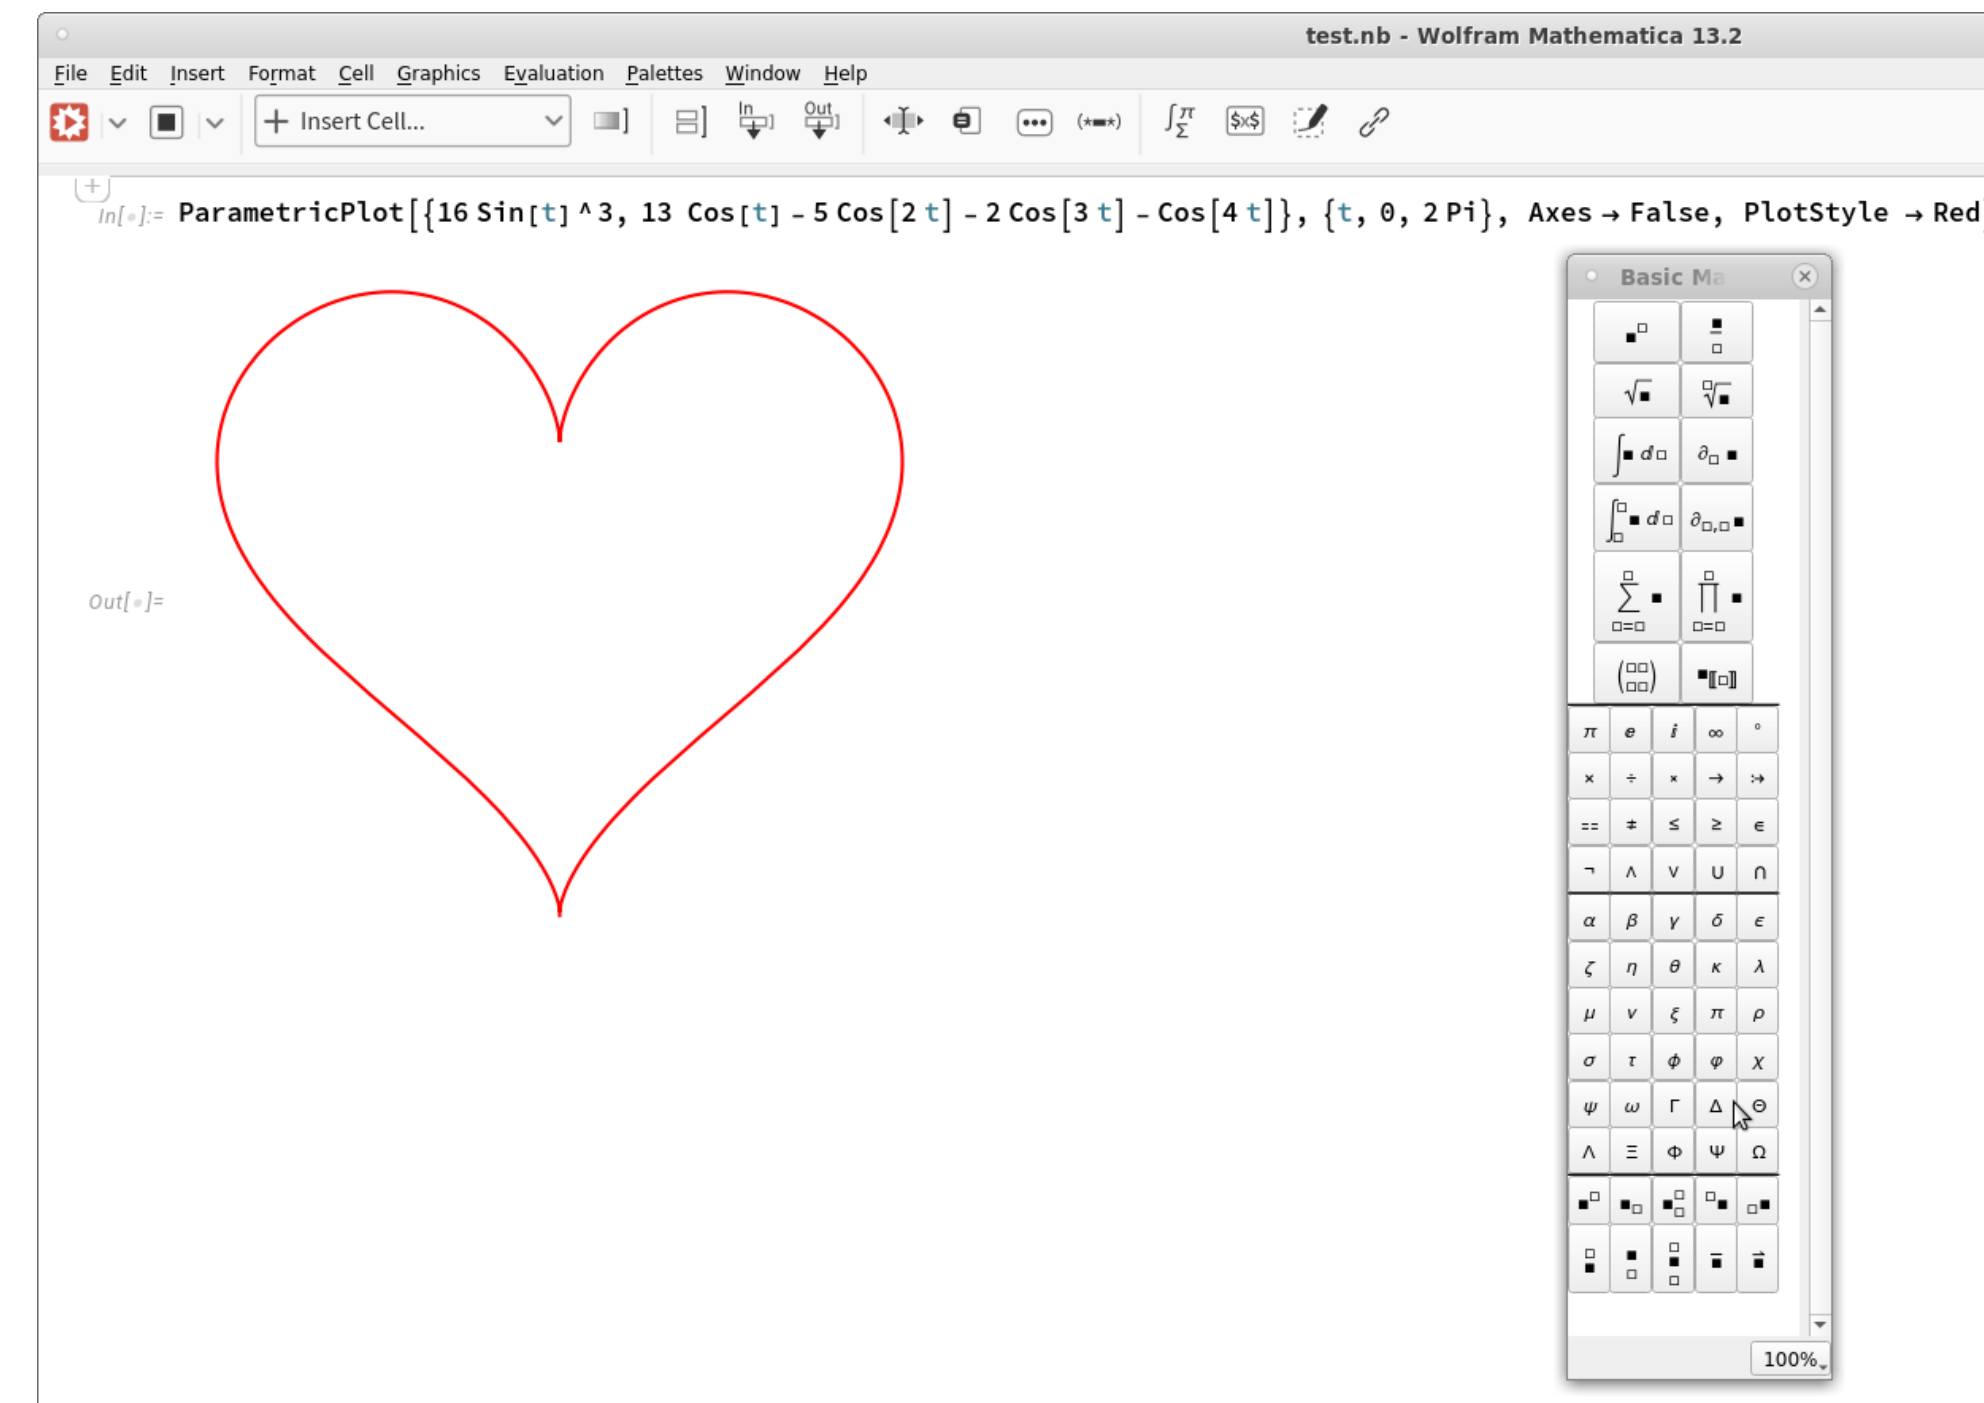 test.nb - Wolfram Mathematica 13.2
File Edit Insert Format Cell Graphics Evaluation Palettes Window Help
+ Insert Cell... In Out (*▬*) ∫π Σ $x$
In[•]:= ParametricPlot[{16 Sin[t]^3, 13 Cos[t] - 5 Cos[2 t] - 2 Cos[3 t] - Cos[4 t]}, {t, 0, 2 Pi}, Axes → False, PlotStyle → Red]
Basic Ma
■□ ■/□
√■ □√■
∫■ ⅆ□ ∂□ ■
∫□□■ ⅆ□ ∂□,□ ■
∑ □ □=□ ■ ∏ □ □=□ ■
(□□ □□) ■〚□〛
Out[•]=
π ⅇ ⅈ ∞ °
× ÷ × → :→
== ≠ ≤ ≥ ∈
¬ ∧ ∨ ∪ ∩
α β γ δ ϵ
ζ η θ κ λ
μ ν ξ π ρ
σ τ ϕ φ χ
ψ ω Γ Δ Θ
Λ Ξ Φ Ψ Ω
100%